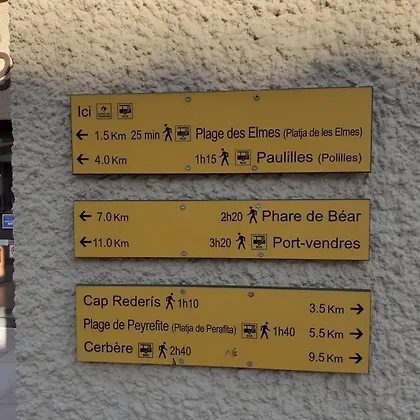 Ici
← 1.5 Km 25 min Plage des Elmes (Platja de les Elmes)
← 4.0 Km 1h15 Paulilles (Polilles)
← 7.0 Km 2h20 Phare de Béar
← 11.0 Km 3h20 Port-vendres
Cap Rederís 1h10 3.5 Km →
Plage de Peyrefite (Platja de Perafita) 1h40 5.5 Km →
Cerbère 2h40 9.5 Km →